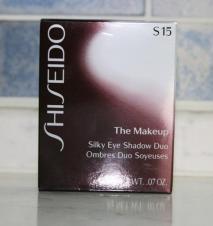 SHISEIDO
S15
The Makeup
Silky Eye Shadow Duo
Ombres Duo Soyeuses
WT. .07 OZ.